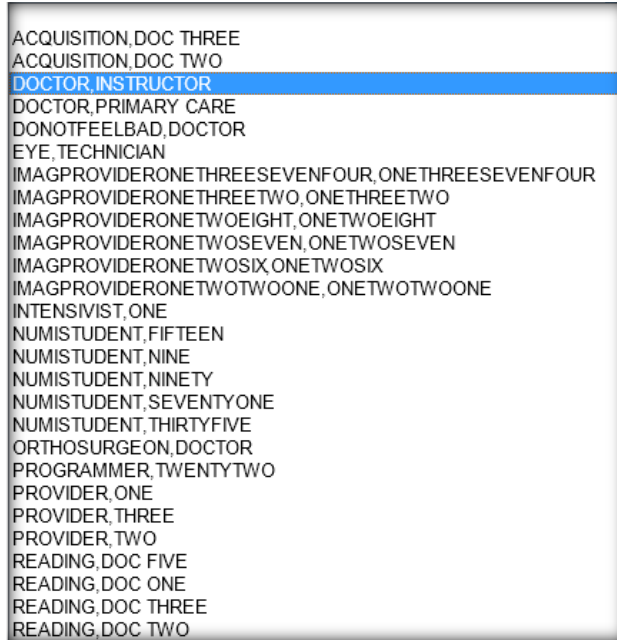 ACQUISITION,DOC THREE
ACQUISITION,DOC TWO
DOCTOR,INSTRUCTOR
DOCTOR,PRIMARY CARE
DONOTFEELBAD,DOCTOR
EYE,TECHNICIAN
IMAGPROVIDERONETHREESEVENFOUR,ONETHREESEVENFOUR
IMAGPROVIDERONETHREETWO,ONETHREETWO
IMAGPROVIDERONETWOEIGHT,ONETWOEIGHT
IMAGPROVIDERONETWOSEVEN,ONETWOSEVEN
IMAGPROVIDERONETWOSIX,ONETWOSIX
IMAGPROVIDERONETWOTWOONE,ONETWOTWOONE
INTENSIVIST,ONE
NUMISTUDENT,FIFTEEN
NUMISTUDENT,NINE
NUMISTUDENT,NINETY
NUMISTUDENT,SEVENTYONE
NUMISTUDENT,THIRTYFIVE
ORTHOSURGEON,DOCTOR
PROGRAMMER,TWENTYTWO
PROVIDER,ONE
PROVIDER,THREE
PROVIDER,TWO
READING,DOC FIVE
READING,DOC ONE
READING,DOC THREE
READING,DOC TWO